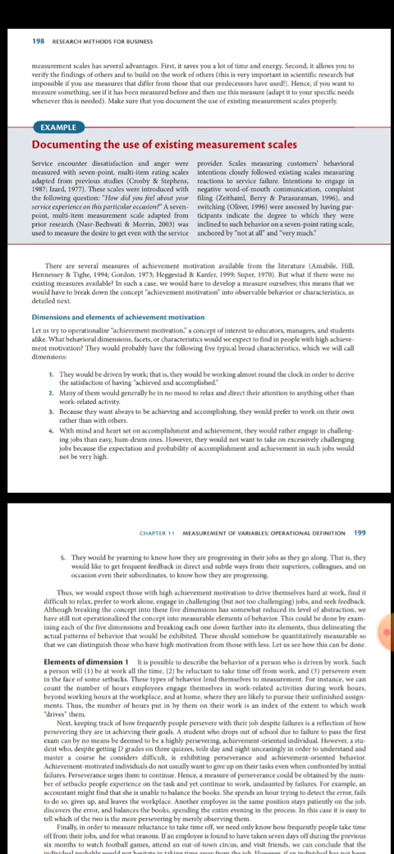 198 RESEARCH METHODS FOR BUSINESS
measurement scales has several advantages. First, it saves you a lot of time and energy. Second, it allows you to
verify the findings of others and to build on the work of others (this is very important in scientific research but
impossible if you use measures that differ from those that our predecessors have used!). Hence, if you want to
measure something, see if it has been measured before and then use this measure (adapt it to your specific needs
whenever this is needed). Make sure that you document the use of existing measurement scales properly.
EXAMPLE
Documenting the use of existing measurement scales
Service encounter dissatisfaction and anger were
measured with seven-point, multi-item rating scales
adapted from previous studies (Crosby & Stephens,
1987; Izard, 1977). These scales were introduced with
the following question: "How did you feel about your
service experience on this particular occasion?" A seven-
point, multi-item measurement scale adapted from
prior research (Nasr-Bechwati & Morrin, 2003) was
used to measure the desire to get even with the service
provider. Scales measuring customers' behavioral
intentions closely followed existing scales measuring
reactions to service failure. Intentions to engage in
negative word-of-mouth communication, complaint
filing (Zeithaml, Berry & Parasuraman, 1996), and
switching (Oliver, 1996) were assessed by having par-
ticipants indicate the degree to which they were
inclined to such behavior on a seven-point rating scale,
anchored by "not at all" and "very much."
There are several measures of achievement motivation available from the literature (Amabile, Hill,
Hennessey & Tighe, 1994; Gordon, 1973; Heggestad & Kanfer, 1999; Super, 1970). But what if there were no
existing measures available? In such a case, we would have to develop a measure ourselves; this means that we
would have to break down the concept "achievement motivation" into observable behavior or characteristics, as
detailed next.
Dimensions and elements of achievement motivation
Let us try to operationalize "achievement motivation," a concept of interest to educators, managers, and students
alike. What behavioral dimensions, facets, or characteristics would we expect to find in people with high achieve-
ment motivation? They would probably have the following five typical broad characteristics, which we will call
dimensions:
1. They would be driven by work; that is, they would be working almost round the clock in order to derive
the satisfaction of having "achieved and accomplished."
2. Many of them would generally be in no mood to relax and direct their attention to anything other than
work-related activity.
3. Because they want always to be achieving and accomplishing, they would prefer to work on their own
rather than with others.
4. With mind and heart set on accomplishment and achievement, they would rather engage in challeng-
ing jobs than easy, hum-drum ones. However, they would not want to take on excessively challenging
jobs because the expectation and probability of accomplishment and achievement in such jobs would
not be very high.
CHAPTER 11 MEASUREMENT OF VARIABLES: OPERATIONAL DEFINITION 199
5. They would be yearning to know how they are progressing in their jobs as they go along. That is, they
would like to get frequent feedback in direct and subtle ways from their superiors, colleagues, and on
occasion even their subordinates, to know how they are progressing.
Thus, we would expect those with high achievement motivation to drive themselves hard at work, find it
difficult to relax, prefer to work alone, engage in challenging (but not too challenging) jobs, and seek feedback.
Although breaking the concept into these five dimensions has somewhat reduced its level of abstraction, we
have still not operationalized the concept into measurable elements of behavior. This could be done by exam-
ining each of the five dimensions and breaking each one down further into its elements, thus delineating the
actual patterns of behavior that would be exhibited. These should somehow be quantitatively measurable so
that we can distinguish those who have high motivation from those with less. Let us see how this can be done.
Elements of dimension 1 It is possible to describe the behavior of a person who is driven by work. Such
a person will (1) be at work all the time, (2) be reluctant to take time off from work, and (3) persevere even
in the face of some setbacks. These types of behavior lend themselves to measurement. For instance, we can
count the number of hours employees engage themselves in work-related activities during work hours,
beyond working hours at the workplace, and at home, where they are likely to pursue their unfinished assign-
ments. Thus, the number of hours put in by them on their work is an index of the extent to which work
"drives" them.
Next, keeping track of how frequently people persevere with their job despite failures is a reflection of how
persevering they are in achieving their goals. A student who drops out of school due to failure to pass the first
exam can by no means be deemed to be a highly persevering, achievement-oriented individual. However, a stu-
dent who, despite getting D grades on three quizzes, toils day and night unceasingly in order to understand and
master a course he considers difficult, is exhibiting perseverance and achievement-oriented behavior.
Achievement-motivated individuals do not usually want to give up on their tasks even when confronted by initial
failures. Perseverance urges them to continue. Hence, a measure of perseverance could be obtained by the num-
ber of setbacks people experience on the task and yet continue to work, undaunted by failures. For example, an
accountant might find that she is unable to balance the books. She spends an hour trying to detect the error, fails
to do so, gives up, and leaves the workplace. Another employee in the same position stays patiently on the job,
discovers the error, and balances the books, spending the entire evening in the process. In this case it is easy to
tell which of the two is the more persevering by merely observing them.
Finally, in order to measure reluctance to take time off, we need only know how frequently people take time
off from their jobs, and for what reasons. If an employee is found to have taken seven days off during the previous
six months to watch football games, attend an out-of-town circus, and visit friends, we can conclude that the
individual probably would not hesitate in taking time away from the job. However, if an individual has not been